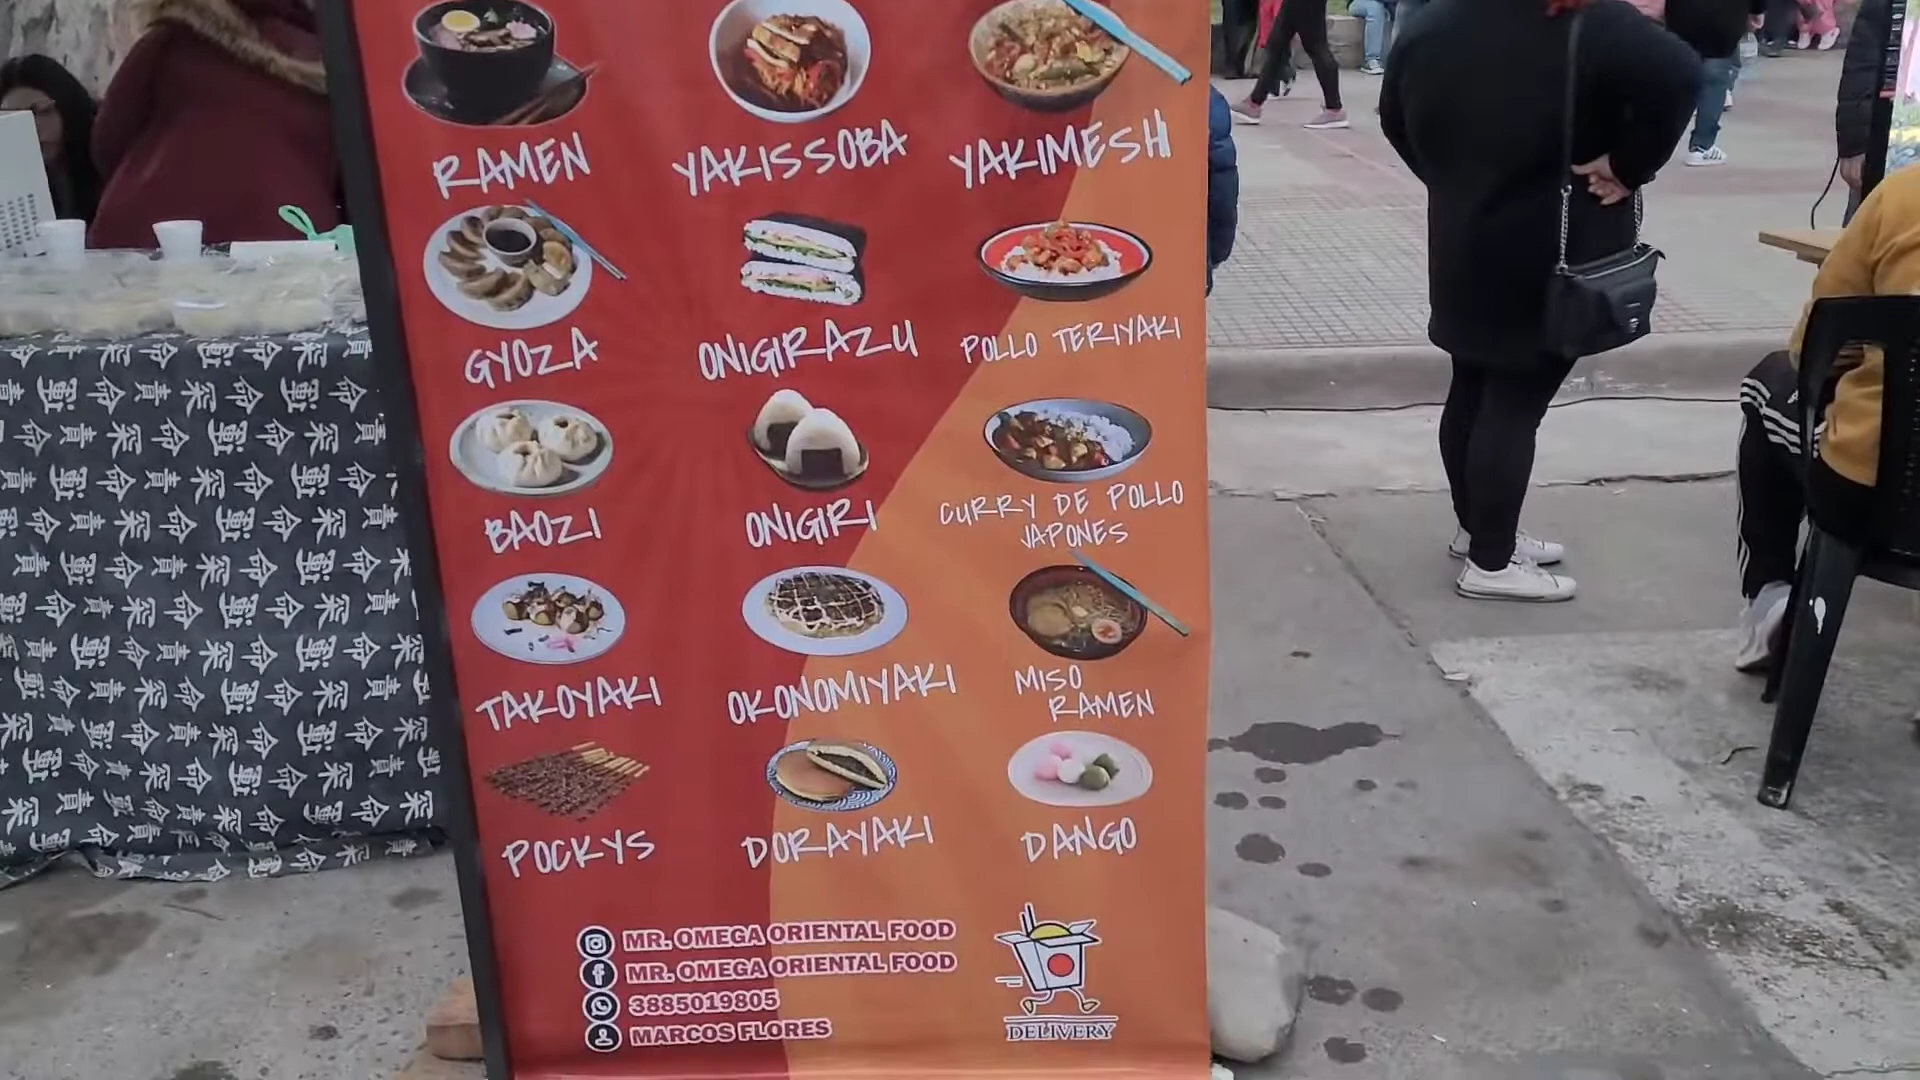 RAMEN
YAKISSOBA
YAKIMESH
GYOZA
ONIGIRAZU
POLLO TERIYAKI
BAOZI
ONIGIRI
CURRY DE POLLO
JAPONES
TAKOYAKI
OKONOMIYAKI
MISO
RAMEN
POCKYS
DORAYAKI
DANGO
MR. OMEGA ORIENTAL FOOD
MR. OMEGA ORIENTAL FOOD
3885019805
MARCOS FLORES
DELIVERY